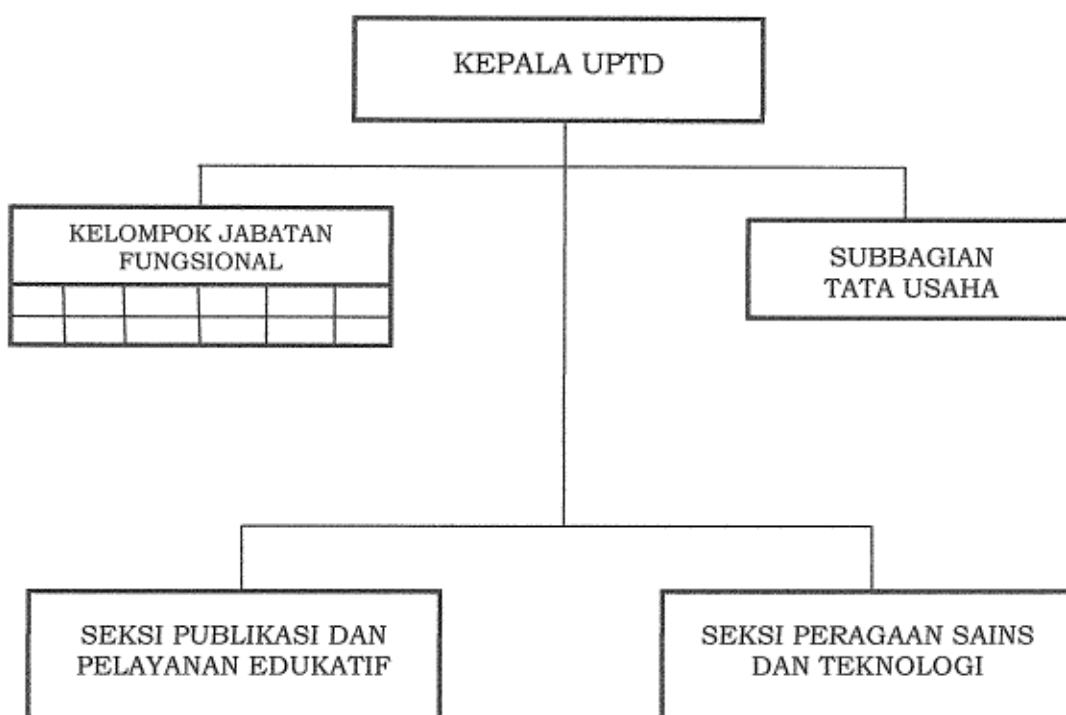 KEPALA UPTD
KELOMPOK JABATAN
FUNGSIONAL
SUBBAGIAN
TATA USAHA
SEKSI PUBLIKASI DAN
PELAYANAN EDUKATIF
SEKSI PERAGAAN SAINS
DAN TEKNOLOGI